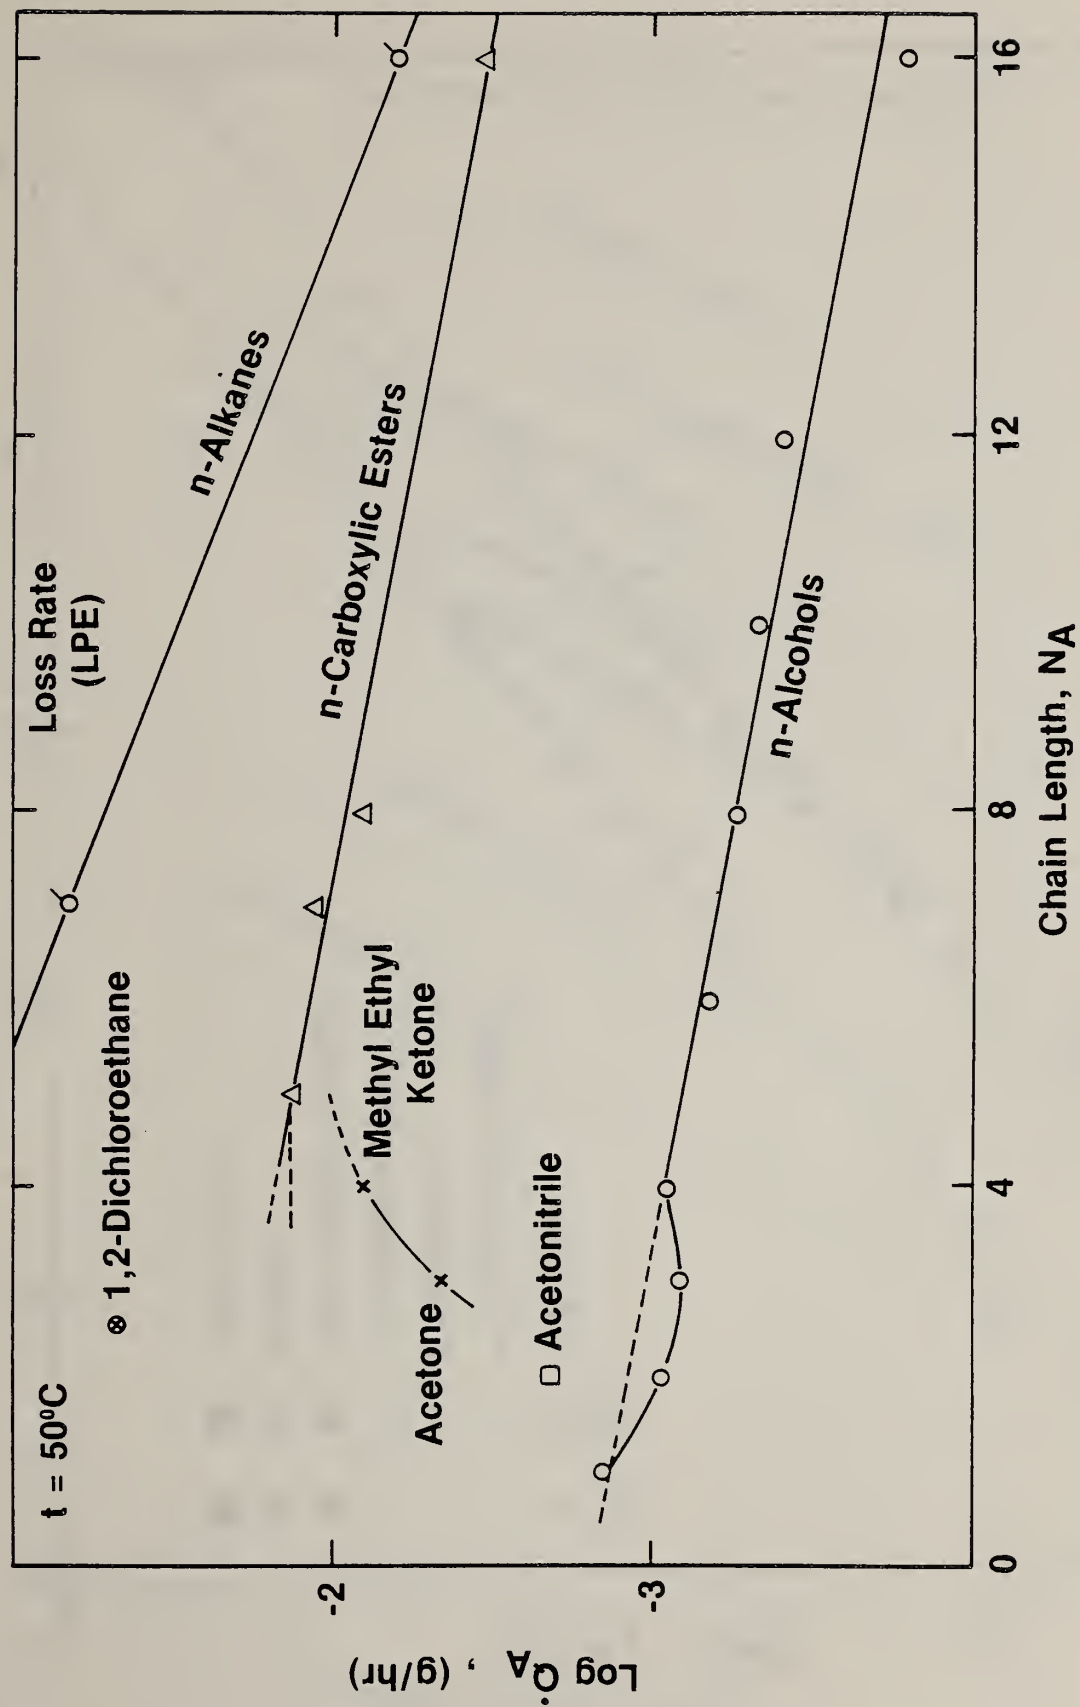 Loss Rate
(LPE)
t = 50°C
⊗ 1,2-Dichloroethane
n-Alkanes
n-Carboxylic Esters
Methyl Ethyl
Ketone
Acetone
□ Acetonitrile
n-Alcohols
-2
-3
Log Q̇A , (g/hr)
0
4
8
12
16
Chain Length, NA